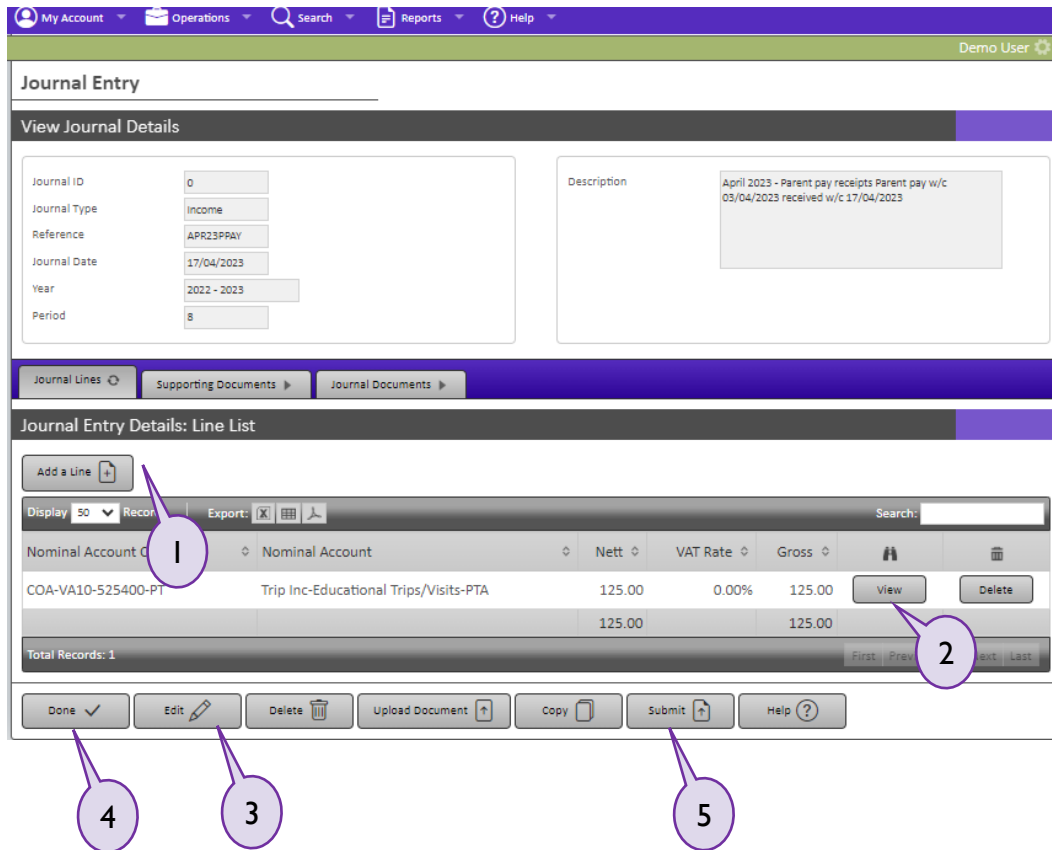 My Account Operations Search Reports Help
Demo User
Journal Entry
View Journal Details
Journal ID 0
Journal Type Income
Reference APR23PPAY
Journal Date 17/04/2023
Year 2022 - 2023
Period 8
Description April 2023 - Parent pay receipts Parent pay w/c
03/04/2023 received w/c 17/04/2023
Journal Lines Supporting Documents Journal Documents
Journal Entry Details: Line List
Add a Line
Display 50 Export: Search:
1
Nominal Account Nominal Account Nett VAT Rate Gross
COA-VA10-525400-PT Trip Inc-Educational Trips/Visits-PTA 125.00 0.00% 125.00 View Delete
125.00 125.00
Total Records: 1 First Last
2
Done Edit Delete Upload Document Copy Submit Help
4 3 5